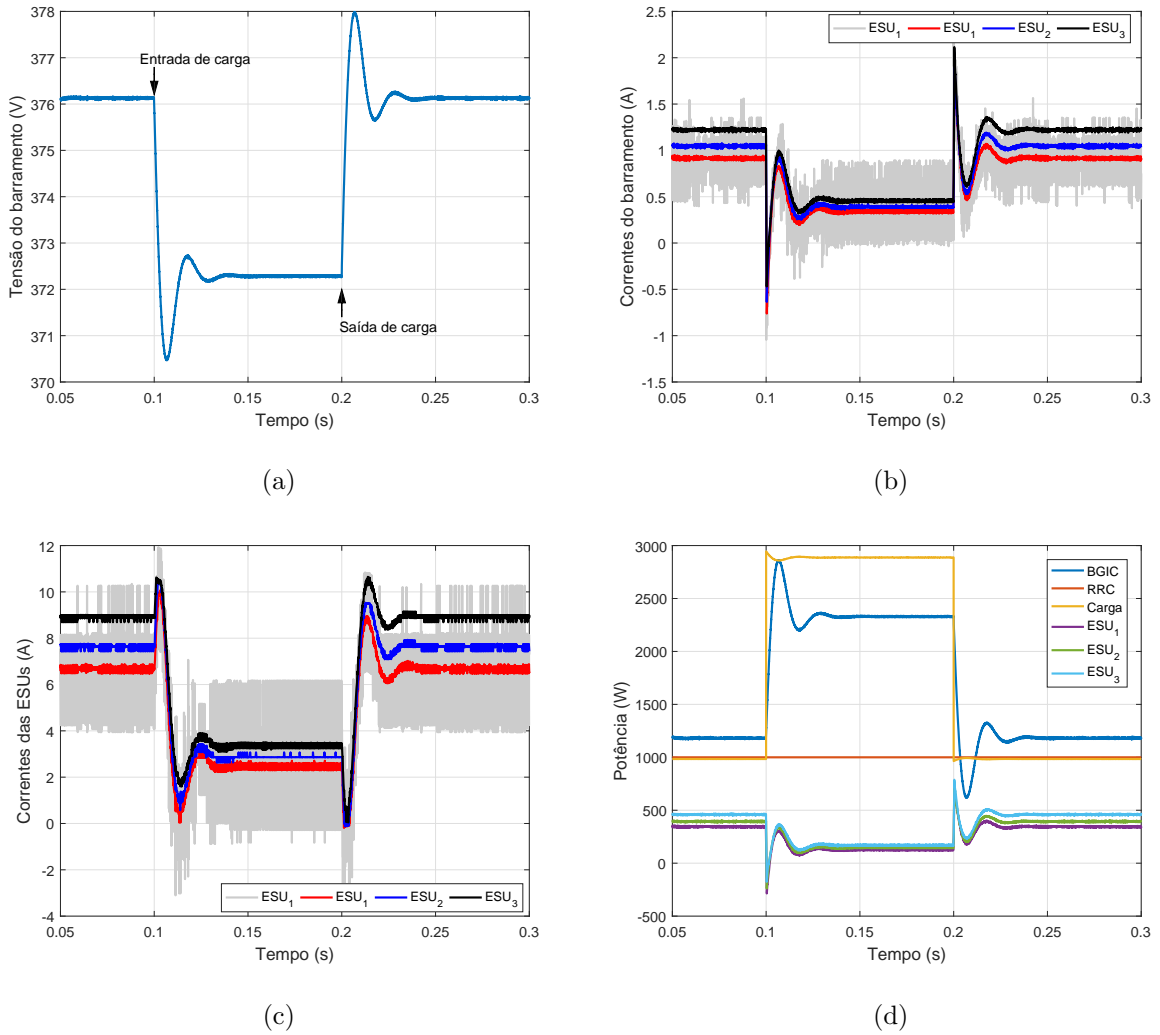 378
377
376
375
374
373
372
371
370
Tensão do barramento (V)
Entrada de carga
Saída de carga
0.05 0.1 0.15 0.2 0.25 0.3
Tempo (s)
(a)
2.5
2
1.5
1
0.5
0
-0.5
-1
-1.5
Correntes do barramento (A)
ESU1 ESU1 ESU2 ESU3
0.05 0.1 0.15 0.2 0.25 0.3
Tempo (s)
(b)
12
10
8
6
4
2
0
-2
-4
Correntes das ESUs (A)
ESU1 ESU1 ESU2 ESU3
0.05 0.1 0.15 0.2 0.25 0.3
Tempo (s)
(c)
3000
2500
2000
1500
1000
500
0
-500
Potência (W)
BGIC
RRC
Carga
ESU1
ESU2
ESU3
0.05 0.1 0.15 0.2 0.25 0.3
Tempo (s)
(d)